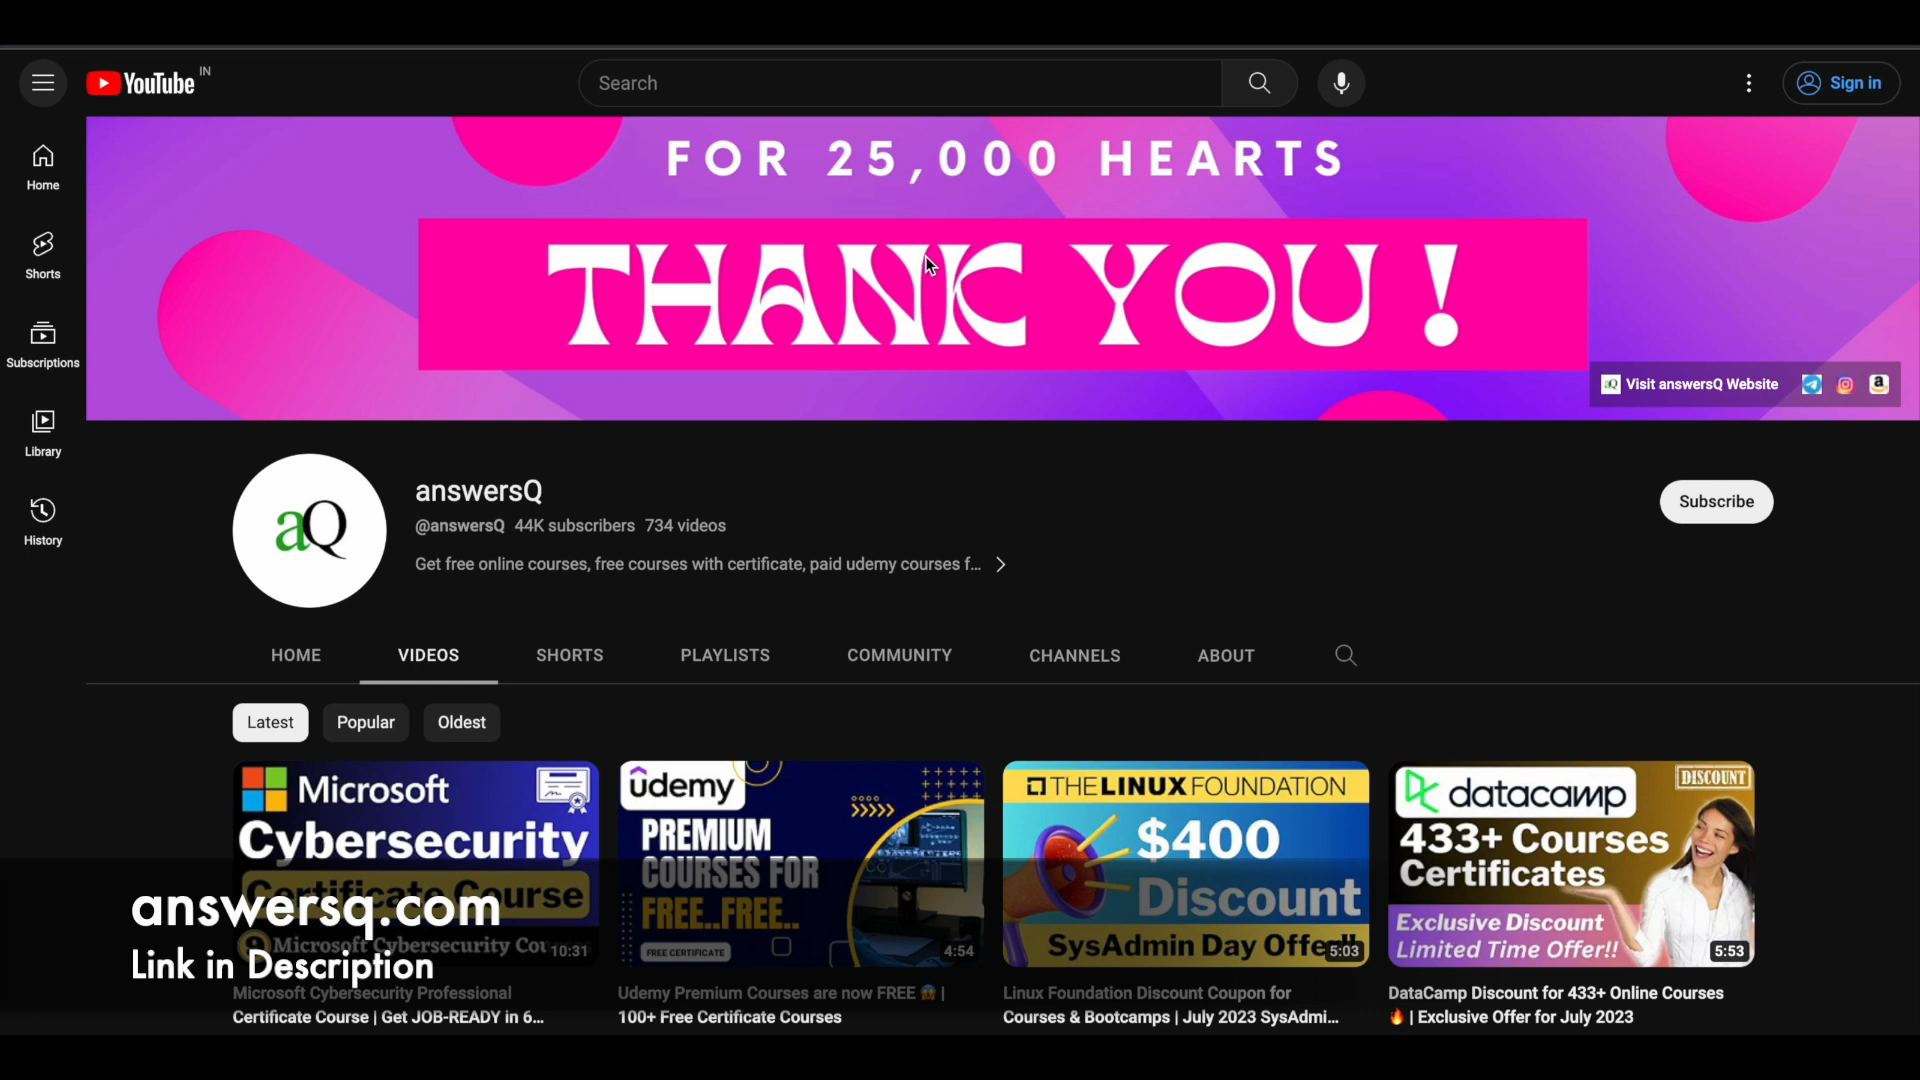 YouTube IN
Search
Sign in
Home
Shorts
Subscriptions
Library
History
FOR 25,000 HEARTS
THANK YOU !
Visit answersQ Website
aQ
answersQ
@answersQ 44K subscribers 734 videos
Get free online courses, free courses with certificate, paid udemy courses f...
Subscribe
HOME VIDEOS SHORTS PLAYLISTS COMMUNITY CHANNELS ABOUT
Latest Popular Oldest
Microsoft
Cybersecurity
Certificate Course
Microsoft Cybersecurity Cou
10:31
Microsoft Cybersecurity Professional
Certificate Course | Get JOB-READY in 6...
udemy
PREMIUM
COURSES FOR
FREE..FREE..
FREE CERTIFICATE
4:54
Udemy Premium Courses are now FREE 😱 |
100+ Free Certificate Courses
THE LINUX FOUNDATION
$400
Discount
SysAdmin Day Offer!!
5:03
Linux Foundation Discount Coupon for
Courses & Bootcamps | July 2023 SysAdmi...
DISCOUNT
datacamp
433+ Courses
Certificates
Exclusive Discount
Limited Time Offer!!
5:53
DataCamp Discount for 433+ Online Courses
🔥 | Exclusive Offer for July 2023
answersq.com
Link in Description